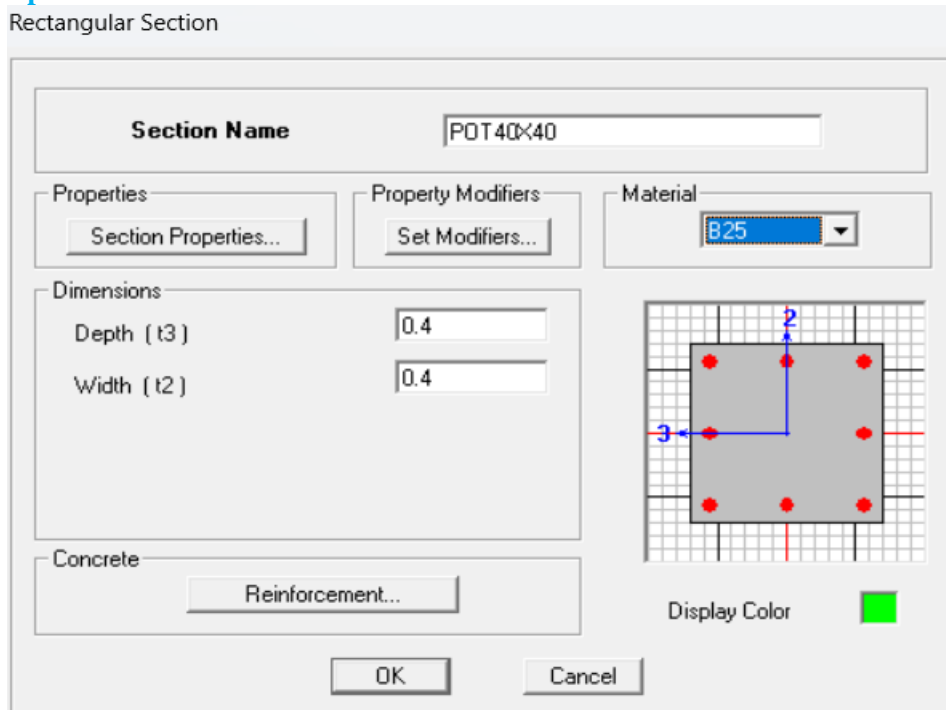 Rectangular Section
Section Name
POT40X40
Properties
Property Modifiers
Material
Section Properties...
Set Modifiers...
B25
Dimensions
Depth ( t3 )
0.4
Width ( t2 )
0.4
2
3
Concrete
Reinforcement...
Display Color
OK
Cancel